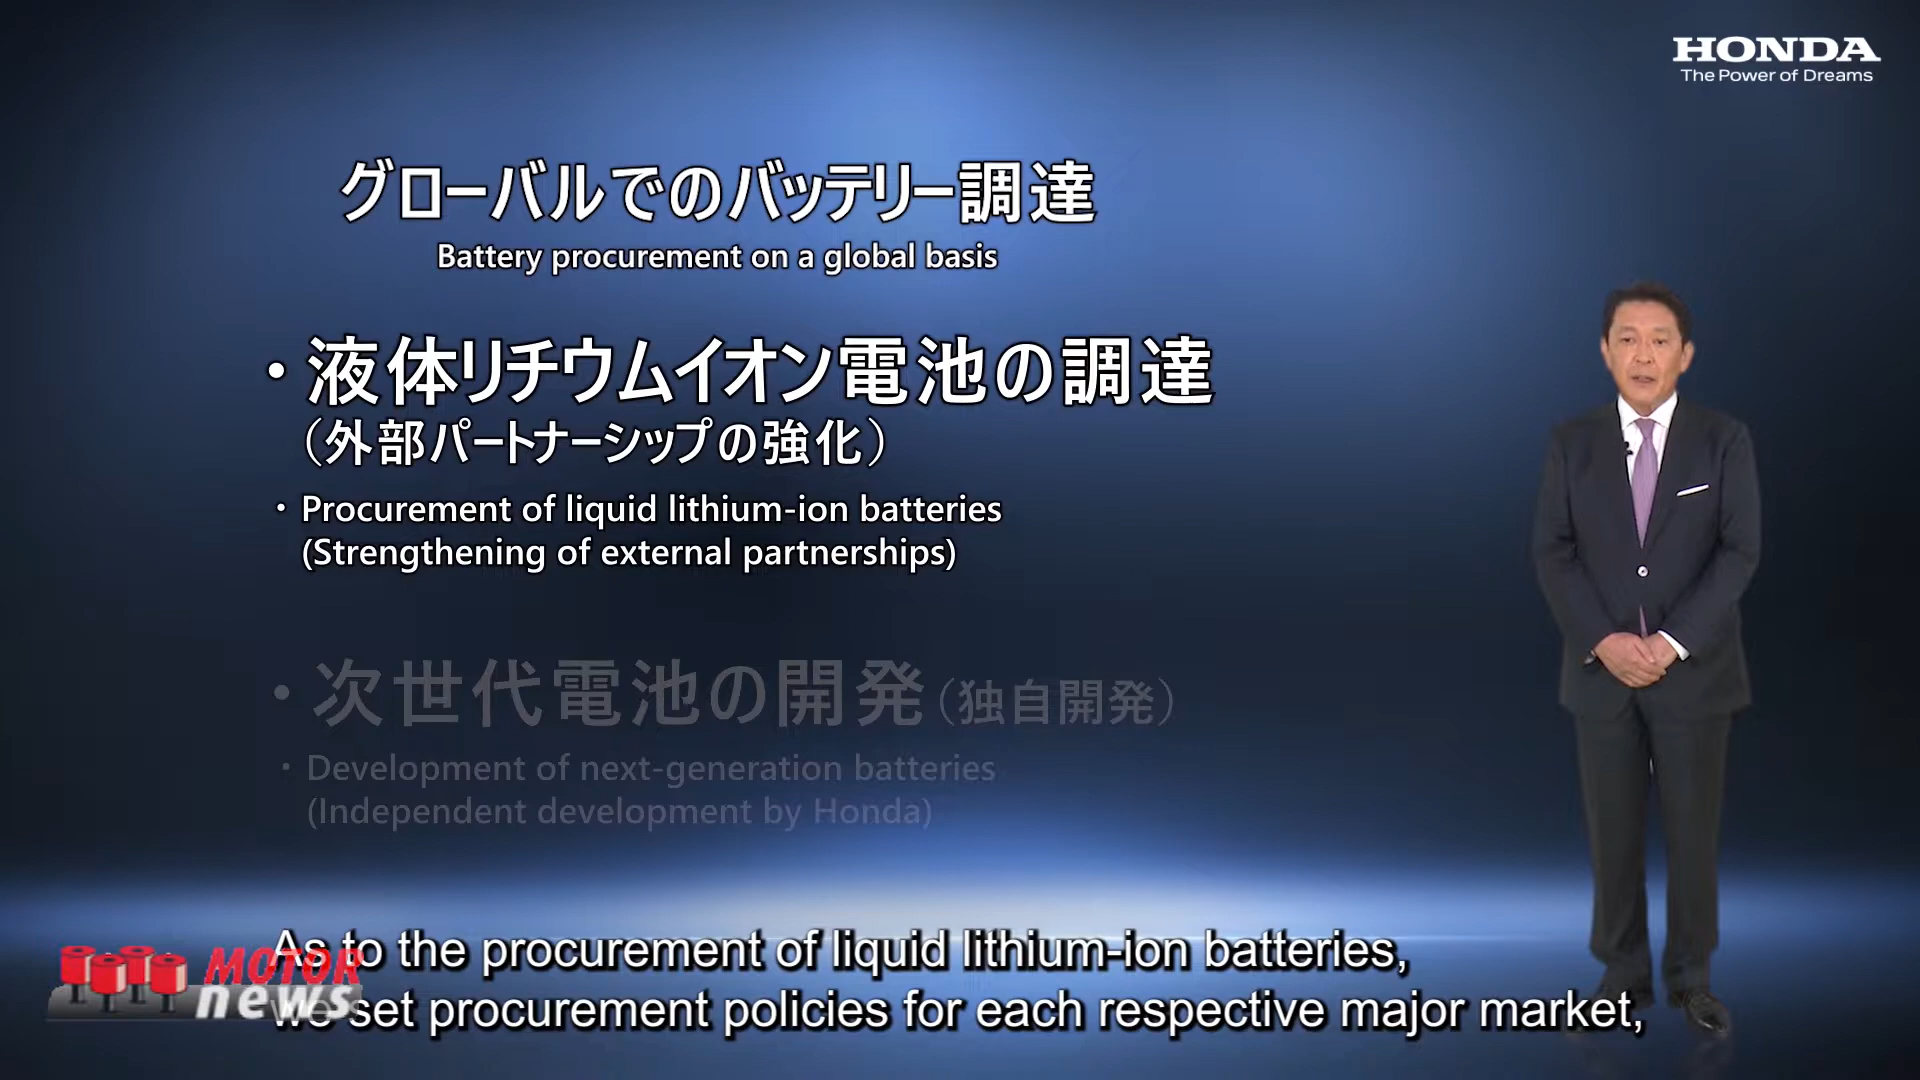 HONDA
The Power of Dreams
グローバルでのバッテリー調達
Battery procurement on a global basis
・液体リチウムイオン電池の調達
（外部パートナーシップの強化）
・Procurement of liquid lithium-ion batteries
(Strengthening of external partnerships)
・次世代電池の開発（独自開発）
・Development of next-generation batteries
(Independent development by Honda)
As to the procurement of liquid lithium-ion batteries,
we set procurement policies for each respective major market,
MOTOR
news